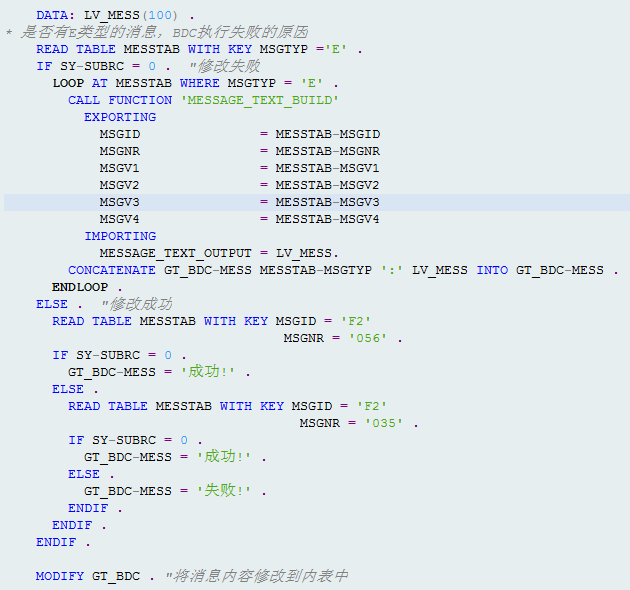 DATA: LV_MESS(100) .
* 是否有E类型的消息，BDC执行失败的原因
READ TABLE MESSTAB WITH KEY MSGTYP ='E' .
IF SY-SUBRC = 0 .  "修改失败
LOOP AT MESSTAB WHERE MSGTYP = 'E' .
CALL FUNCTION 'MESSAGE_TEXT_BUILD'
EXPORTING
MSGID               = MESSTAB-MSGID
MSGNR               = MESSTAB-MSGNR
MSGV1               = MESSTAB-MSGV1
MSGV2               = MESSTAB-MSGV2
MSGV3               = MESSTAB-MSGV3
MSGV4               = MESSTAB-MSGV4
IMPORTING
MESSAGE_TEXT_OUTPUT = LV_MESS.
CONCATENATE GT_BDC-MESS MESSTAB-MSGTYP ':' LV_MESS INTO GT_BDC-MESS .
ENDLOOP .
ELSE .  "修改成功
READ TABLE MESSTAB WITH KEY MSGID = 'F2'
MSGNR = '056' .
IF SY-SUBRC = 0 .
GT_BDC-MESS = '成功!' .
ELSE .
READ TABLE MESSTAB WITH KEY MSGID = 'F2'
MSGNR = '035' .
IF SY-SUBRC = 0 .
GT_BDC-MESS = '成功!' .
ELSE .
GT_BDC-MESS = '失败!' .
ENDIF .
ENDIF .
ENDIF .
MODIFY GT_BDC . "将消息内容修改到内表中